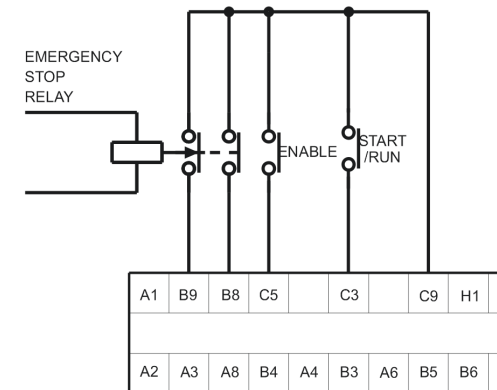 EMERGENCY
STOP
RELAY
ENABLE
START
/RUN
A1 B9 B8 C5 C3 C9 H1
A2 A3 A8 B4 A4 B3 A6 B5 B6